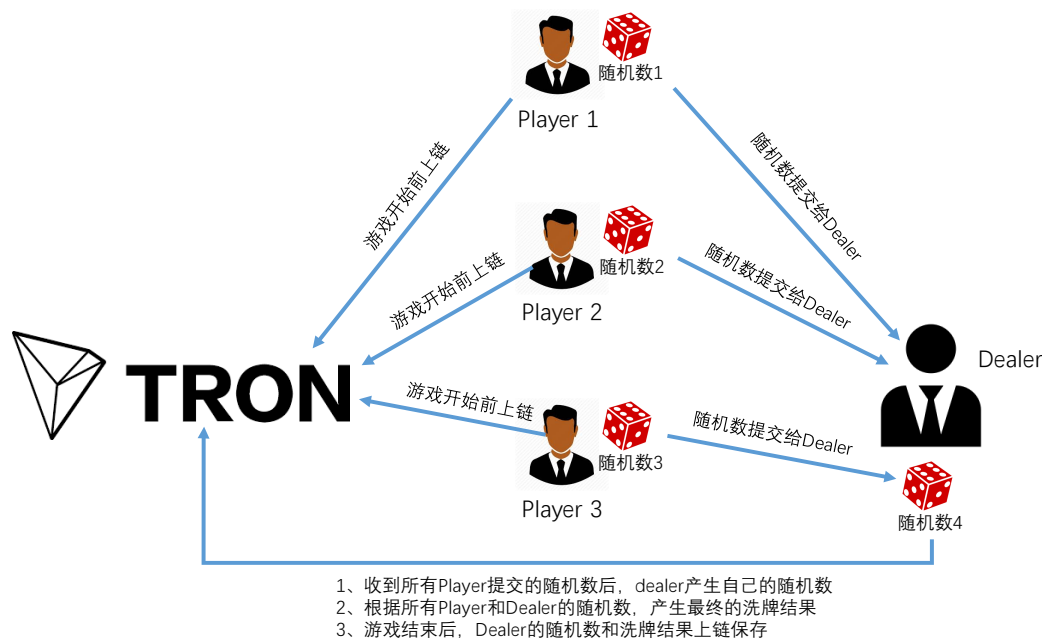 随机数1
Player 1
游戏开始前上链
随机数提交给Dealer
随机数2
Player 2
游戏开始前上链
随机数提交给Dealer
TRON
Dealer
游戏开始前上链
随机数3
Player 3
随机数提交给Dealer
随机数4
1、收到所有Player提交的随机数后，dealer产生自己的随机数
2、根据所有Player和Dealer的随机数，产生最终的洗牌结果
3、游戏结束后，Dealer的随机数和洗牌结果上链保存